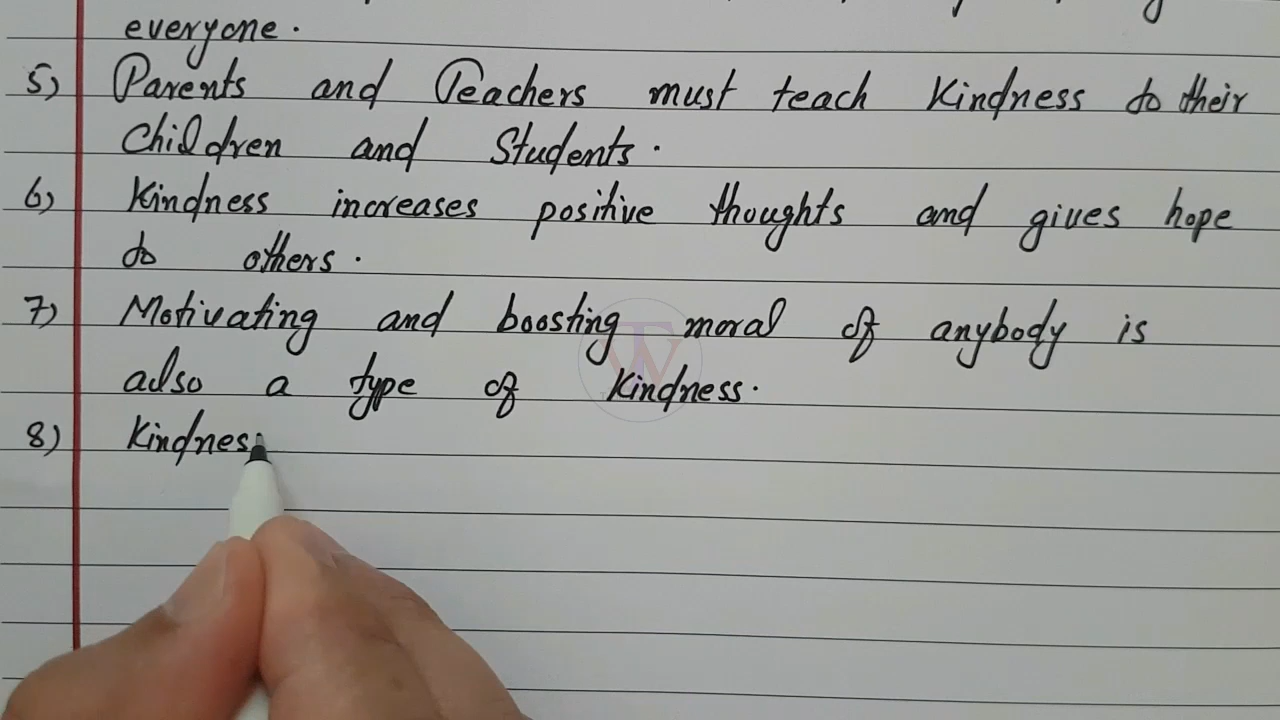 everyone.
5) Parents and Teachers must teach kindness to their
Children and Students.
6) Kindness increases positive thoughts and gives hope
to others.
7) Motivating and boosting moral of anybody is
also a type of kindness.
8) Kindnes